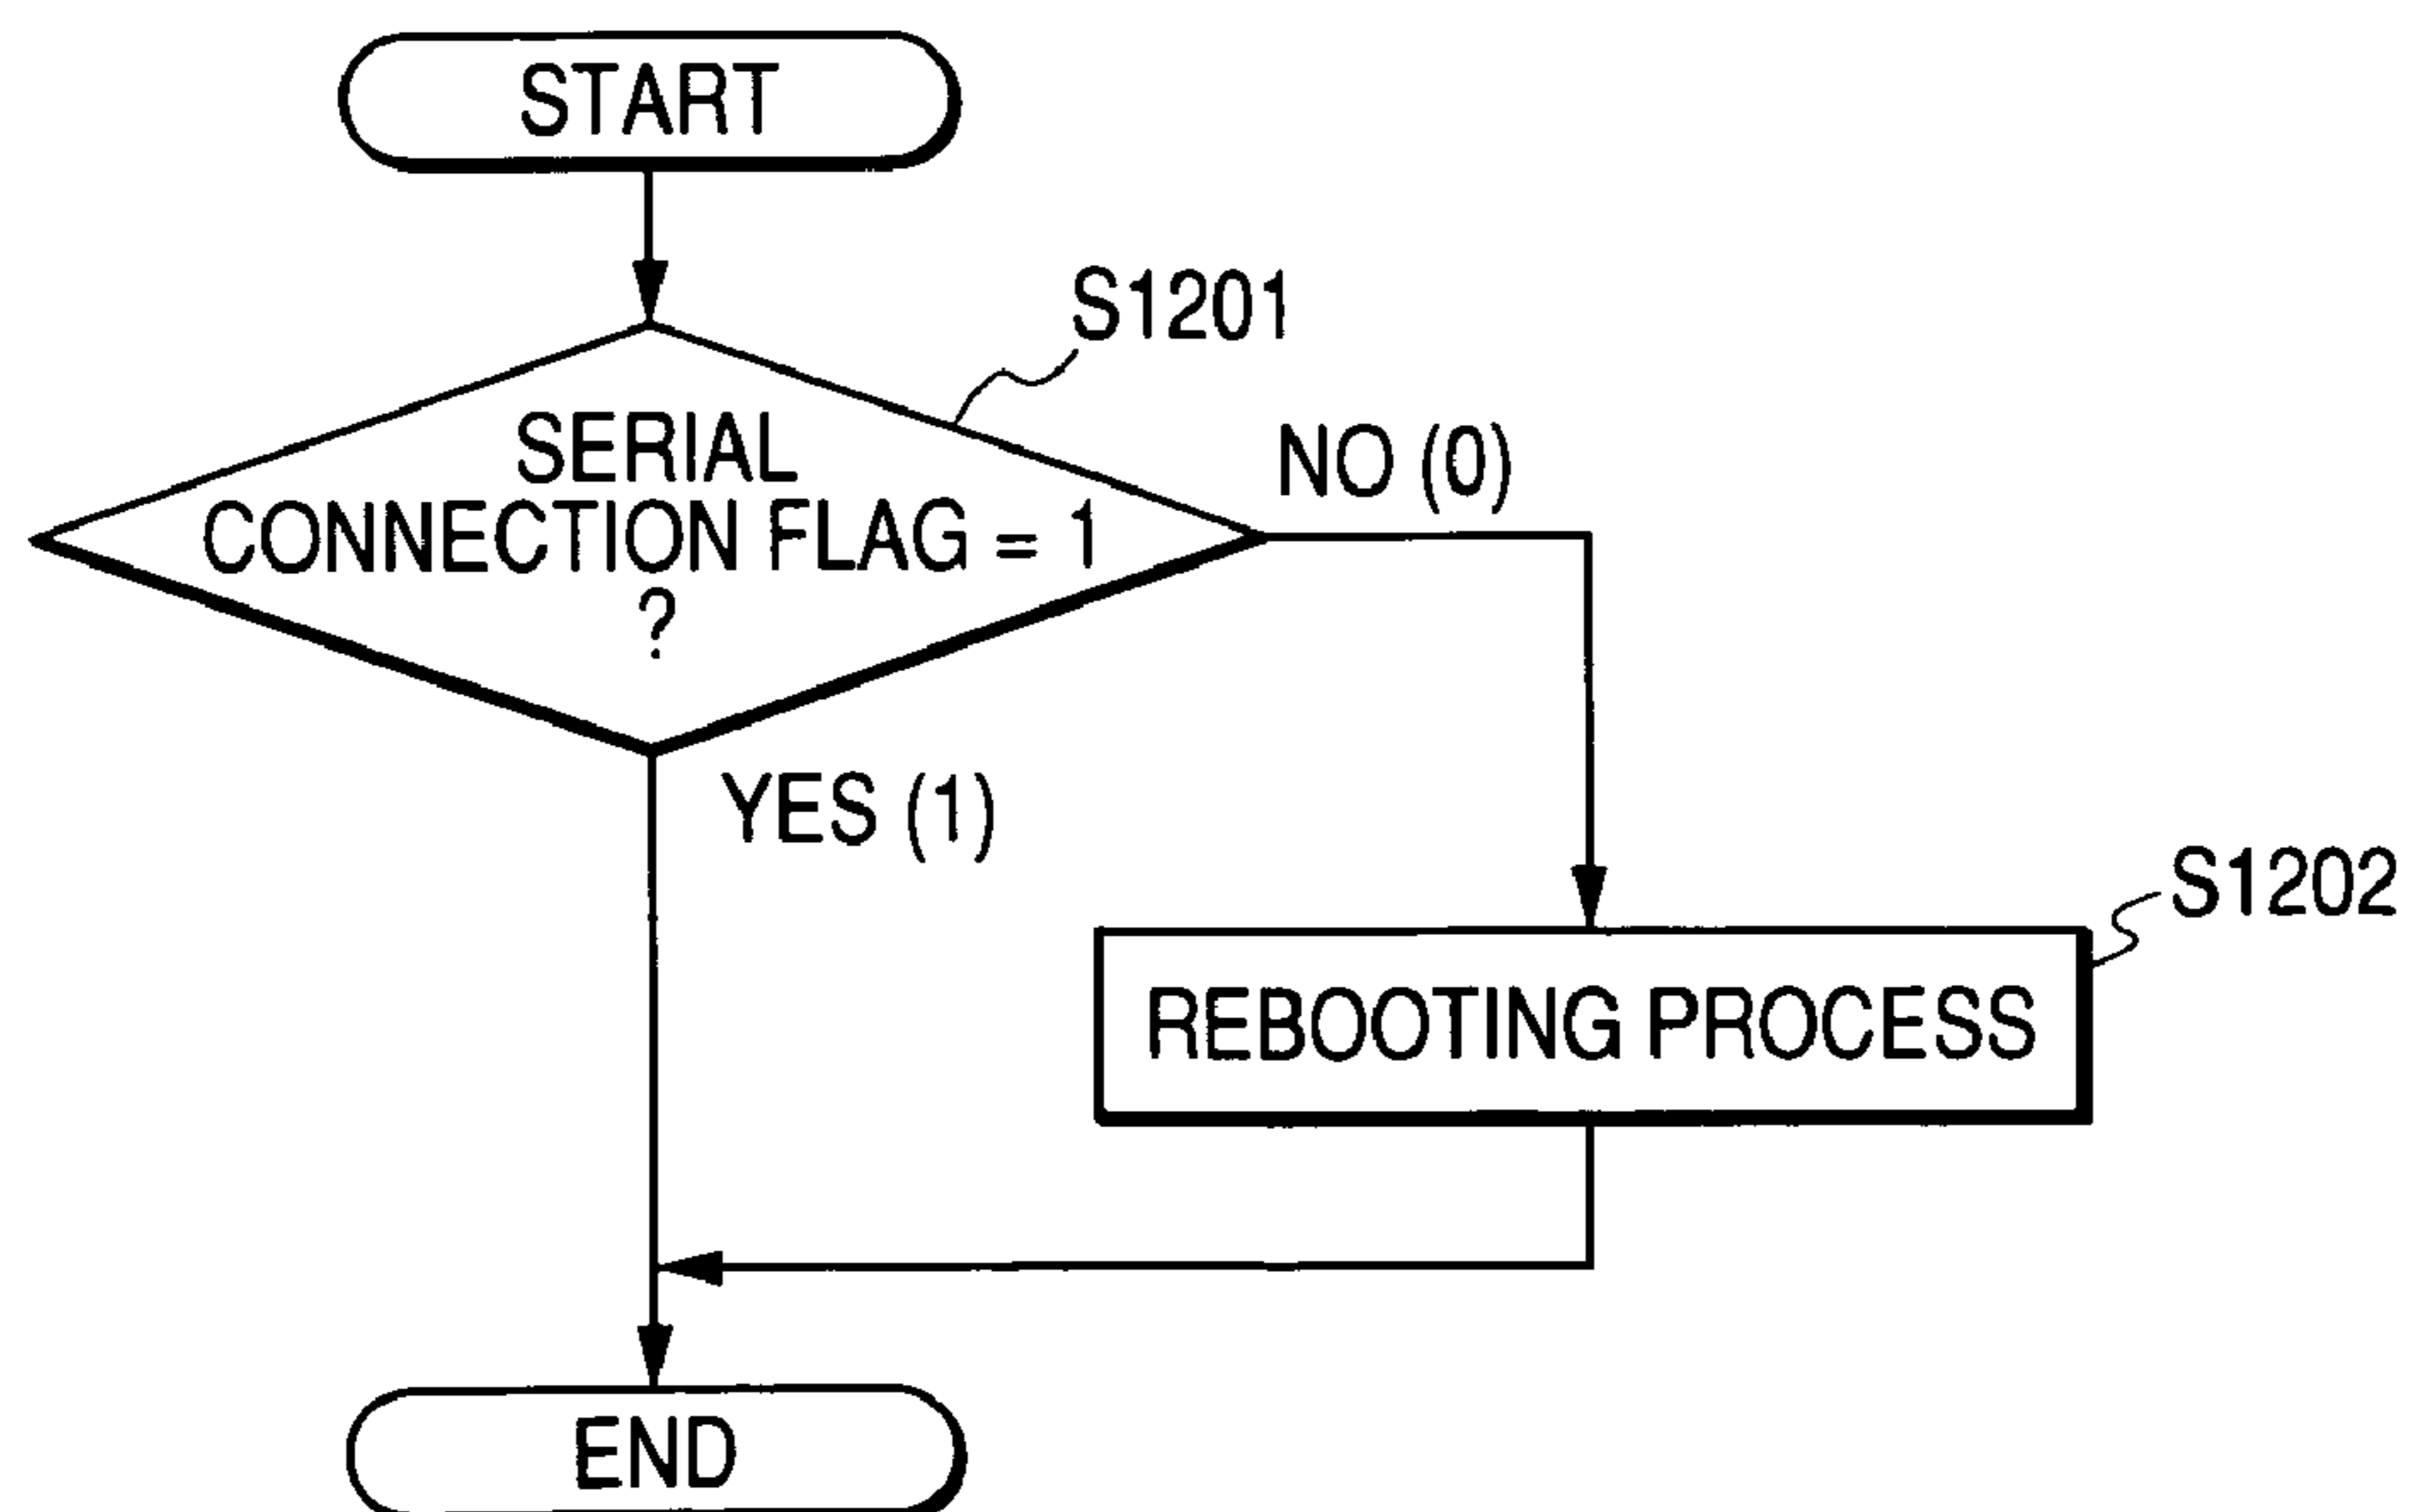 START
S1201
SERIAL
CONNECTION FLAG = 1
?
NO (0)
YES (1)
S1202
REBOOTING PROCESS
END